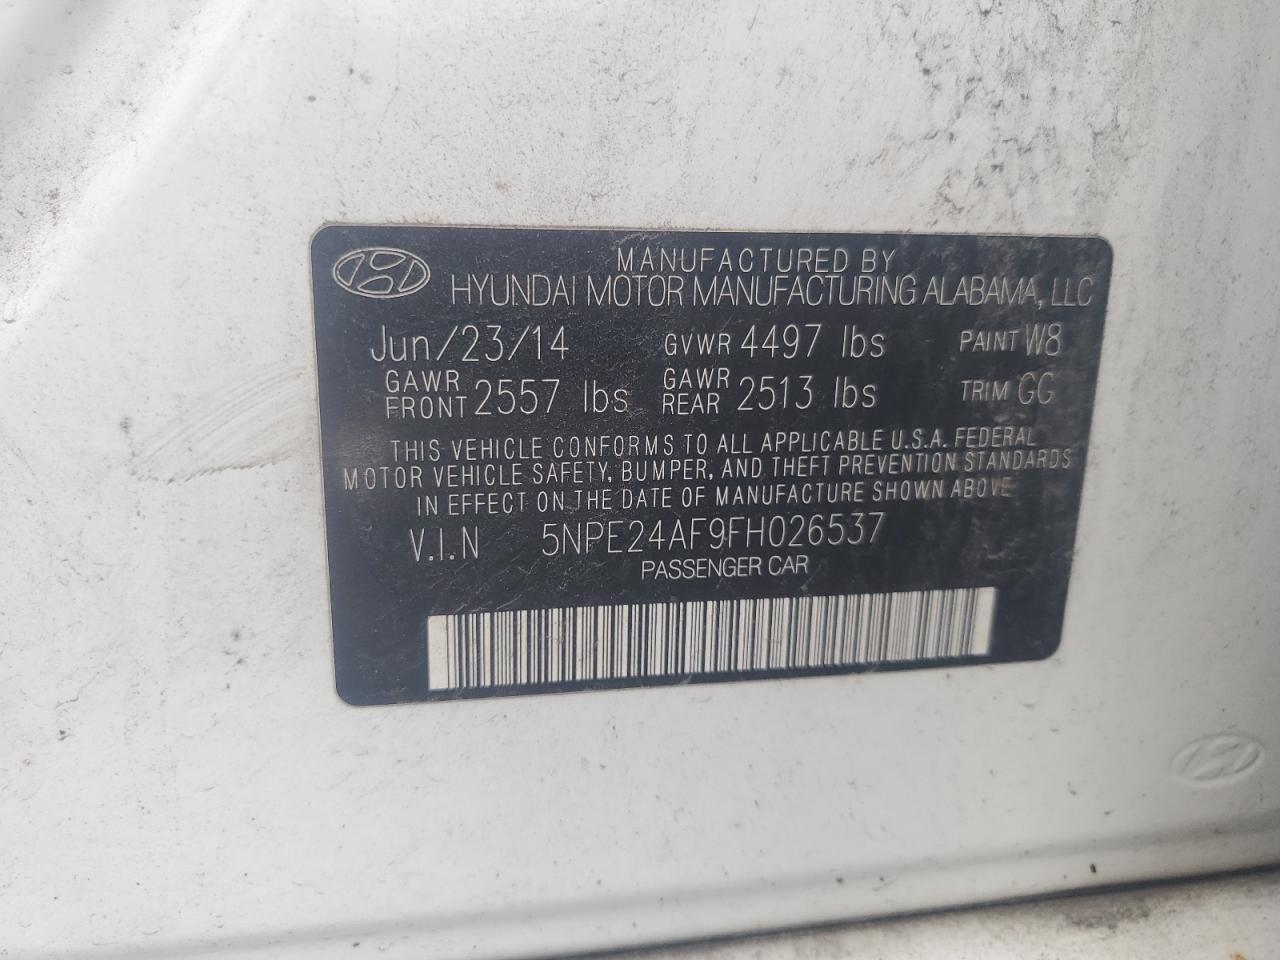 MANUFACTURED BY
HYUNDAI MOTOR MANUFACTURING ALABAMA, LLC
Jun/23/14 GVWR 4497 lbs PAINT W8
GAWR FRONT 2557 lbs GAWR REAR 2513 lbs TRIM GG
THIS VEHICLE CONFORMS TO ALL APPLICABLE U.S.A. FEDERAL
MOTOR VEHICLE SAFETY, BUMPER, AND THEFT PREVENTION STANDARDS
IN EFFECT ON THE DATE OF MANUFACTURE SHOWN ABOVE
V.I.N 5NPE24AF9FH026537
PASSENGER CAR